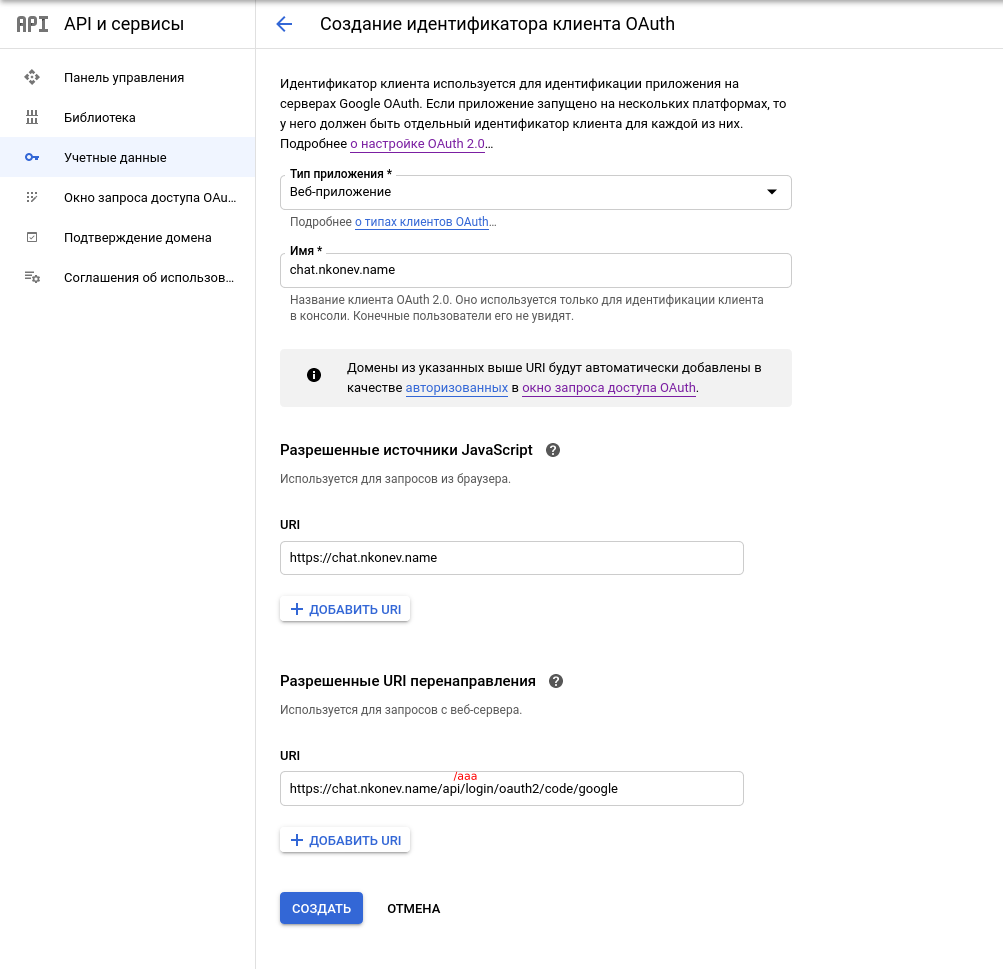 API API и сервисы
Создание идентификатора клиента OAuth
Панель управления
Библиотека
Учетные данные
Окно запроса доступа OAu...
Подтверждение домена
Соглашения об использов...
Идентификатор клиента используется для идентификации приложения на
серверах Google OAuth. Если приложение запущено на нескольких платформах, то
у него должен быть отдельный идентификатор клиента для каждой из них.
Подробнее о настройке OAuth 2.0...
Тип приложения *
Веб-приложение
Подробнее о типах клиентов OAuth...
Имя *
chat.nkonev.name
Название клиента OAuth 2.0. Оно используется только для идентификации клиента
в консоли. Конечные пользователи его не увидят.
Домены из указанных выше URI будут автоматически добавлены в
качестве авторизованных в окно запроса доступа OAuth.
Разрешенные источники JavaScript
Используется для запросов из браузера.
URI
https://chat.nkonev.name
ДОБАВИТЬ URI
Разрешенные URI перенаправления
Используется для запросов с веб-сервера.
URI
/aaa
https://chat.nkonev.name/api/login/oauth2/code/google
ДОБАВИТЬ URI
СОЗДАТЬ ОТМЕНА